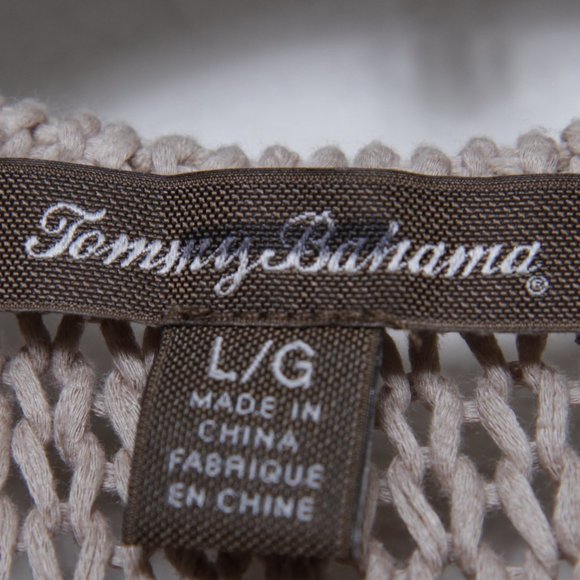 Tommy Bahama®
L/G
MADE IN
CHINA
FABRIQUE
EN CHINE